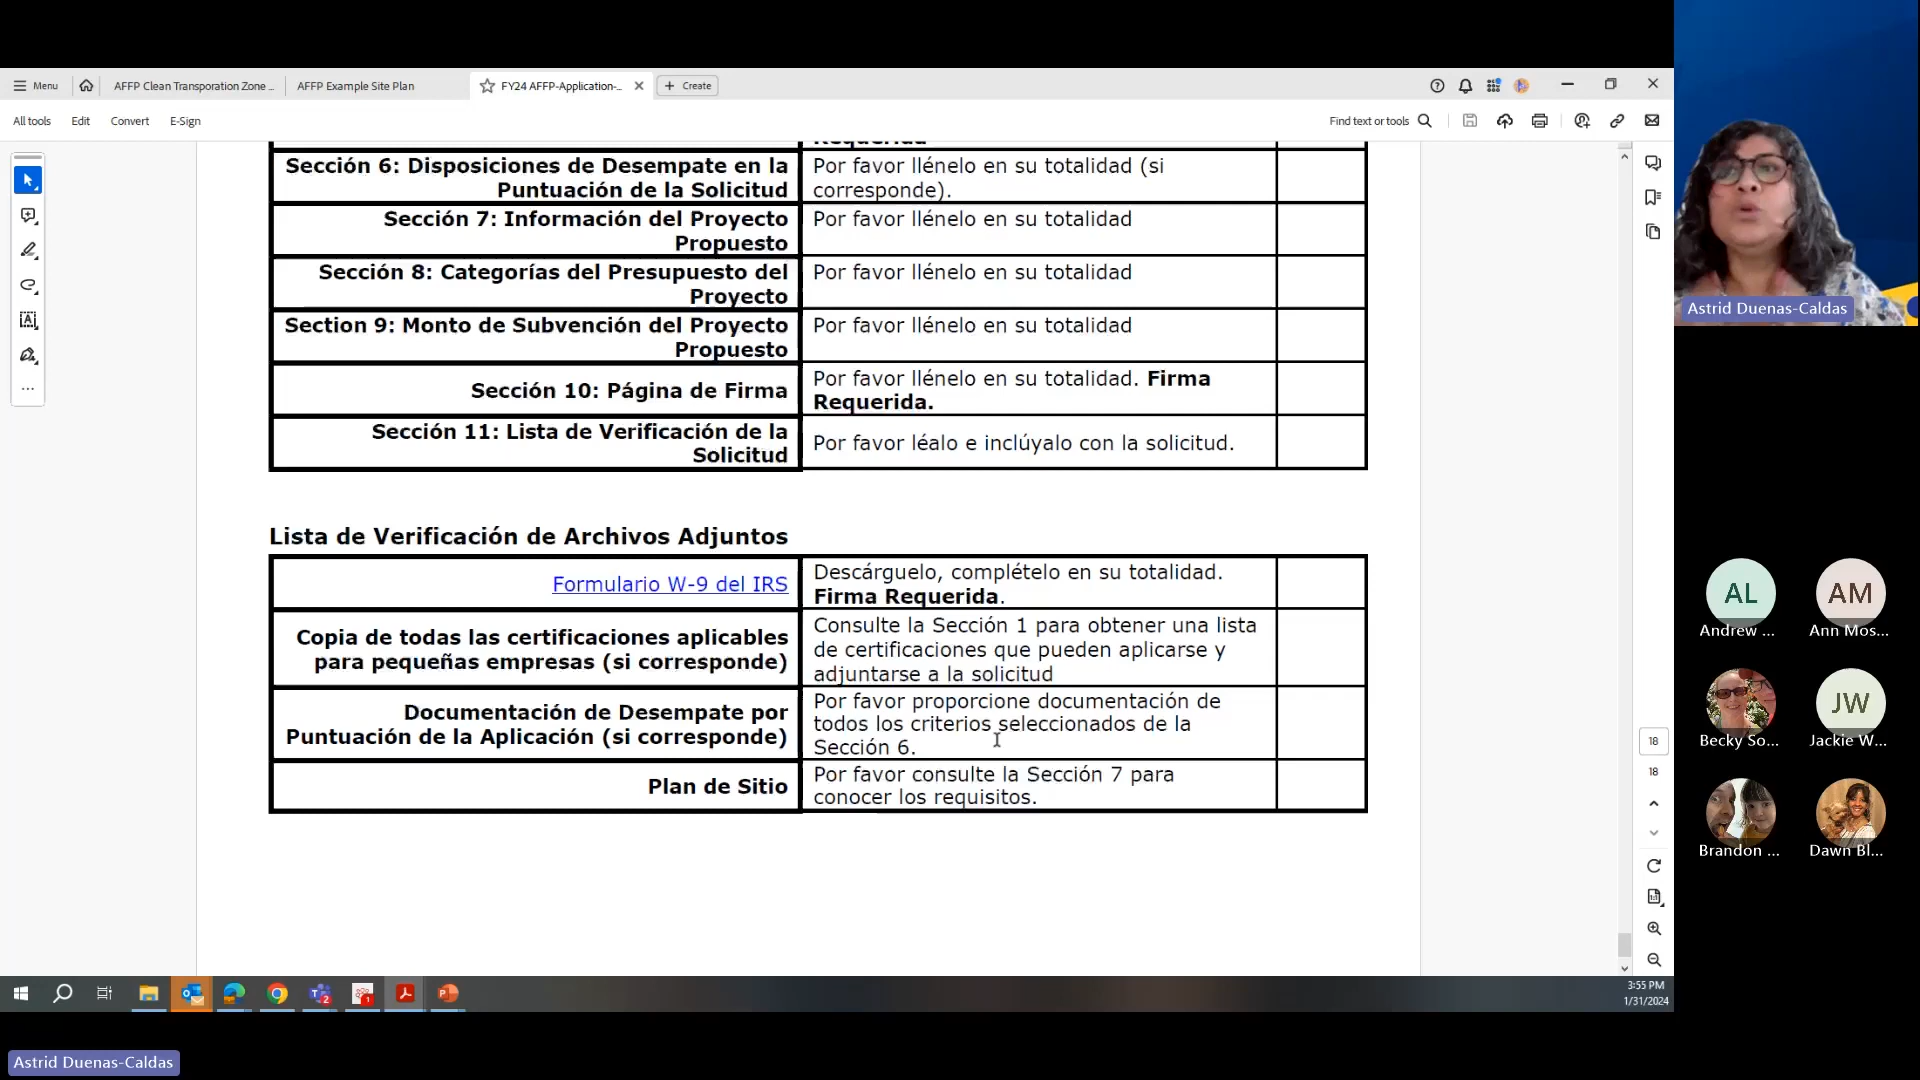 Menu
AFFP Clean Transporation Zone ...
AFFP Example Site Plan
FY24 AFFP-Application-...
Create
All tools
Edit
Convert
E-Sign
Find text or tools
Sección 6: Disposiciones de Desempate en la
Puntuación de la Solicitud
Por favor llénelo en su totalidad (si
corresponde).
Sección 7: Información del Proyecto
Propuesto
Por favor llénelo en su totalidad
Sección 8: Categorías del Presupuesto del
Proyecto
Por favor llénelo en su totalidad
Section 9: Monto de Subvención del Proyecto
Propuesto
Por favor llénelo en su totalidad
Sección 10: Página de Firma
Por favor llénelo en su totalidad. Firma
Requerida.
Sección 11: Lista de Verificación de la
Solicitud
Por favor léalo e inclúyalo con la solicitud.
Lista de Verificación de Archivos Adjuntos
Formulario W-9 del IRS
Descárguelo, complételo en su totalidad.
Firma Requerida.
Copia de todas las certificaciones aplicables
para pequeñas empresas (si corresponde)
Consulte la Sección 1 para obtener una lista
de certificaciones que pueden aplicarse y
adjuntarse a la solicitud
Documentación de Desempate por
Puntuación de la Aplicación (si corresponde)
Por favor proporcione documentación de
todos los criterios seleccionados de la
Sección 6.
Plan de Sitio
Por favor consulte la Sección 7 para
conocer los requisitos.
18
18
3:55 PM
1/31/2024
Astrid Duenas-Caldas
AL
Andrew ...
AM
Ann Mos...
Becky So...
JW
Jackie W...
Brandon ...
Dawn Bl...
Astrid Duenas-Caldas